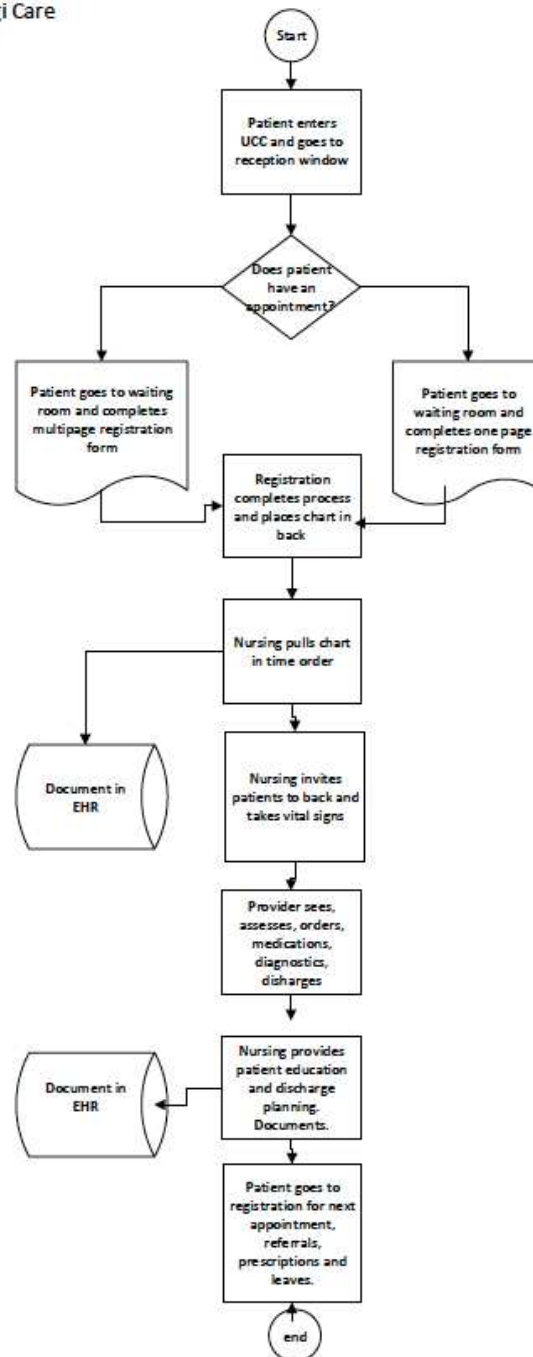 gi Care
Start
Patient enters
UCC and goes to
reception window
Does patient
have an
appointment?
Patient goes to waiting
room and completes
multipage registration
form
Patient goes to
waiting room and
completes one page
registration form
Registration
completes process
and places chart in
back
Nursing pulls chart
in time order
Document in
EHR
Nursing invites
patients to back and
takes vital signs
Provider sees,
assesses, orders,
medications,
diagnostics,
disharges
Document in
EHR
Nursing provides
patient education
and discharge
planning.
Documents.
Patient goes to
registration for next
appointment,
referrals,
prescriptions and
leaves.
end